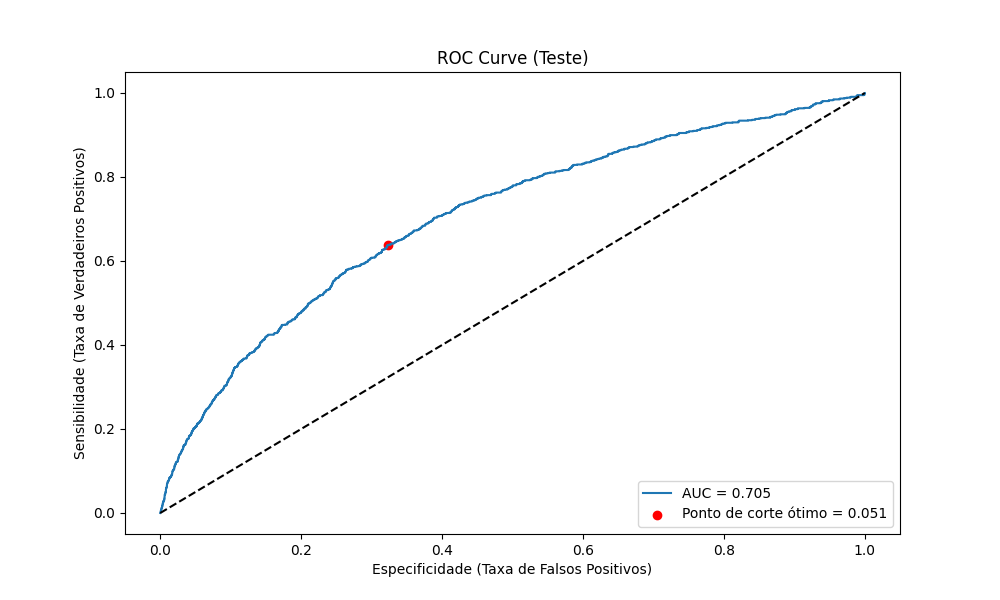 ROC Curve (Teste)
1.0
0.8
0.6
0.4
0.2
0.0
Sensibilidade (Taxa de Verdadeiros Positivos)
AUC = 0.705
Ponto de corte ótimo = 0.051
0.0
0.2
0.4
0.6
0.8
1.0
Especificidade (Taxa de Falsos Positivos)